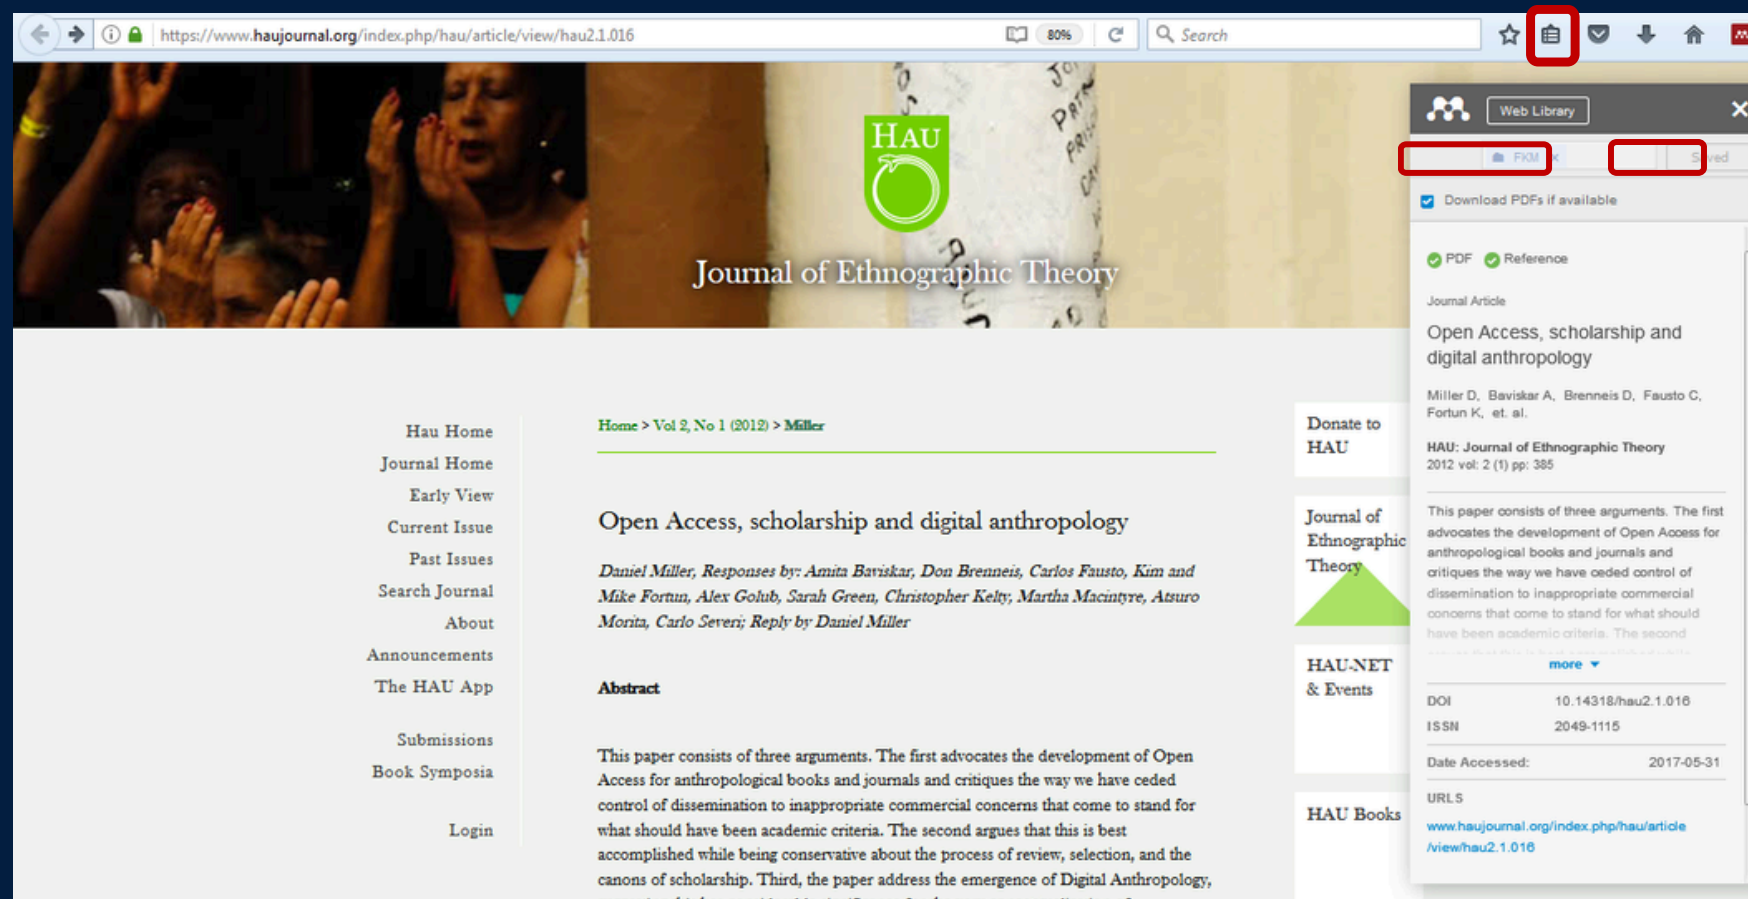 https://www.haujournal.org/index.php/hau/article/view/hau2.1.016
80%
Search
HAU
Journal of Ethnographic Theory
Hau Home
Journal Home
Early View
Current Issue
Past Issues
Search Journal
About
Announcements
The HAU App
Submissions
Book Symposia
Login
Home > Vol 2, No 1 (2012) > Miller
Open Access, scholarship and digital anthropology
Daniel Miller, Responses by: Amita Baviskar, Don Brenneis, Carlos Fausto, Kim and
Mike Fortun, Alex Golub, Sarah Green, Christopher Kelty, Martha Macintyre, Atsuro
Morita, Carlo Severi; Reply by Daniel Miller
Abstract
This paper consists of three arguments. The first advocates the development of Open
Access for anthropological books and journals and critiques the way we have ceded
control of dissemination to inappropriate commercial concerns that come to stand for
what should have been academic criteria. The second argues that this is best
accomplished while being conservative about the process of review, selection, and the
canons of scholarship. Third, the paper address the emergence of Digital Anthropology,
Donate to
HAU
Journal of
Ethnographic
Theory
HAU-NET
& Events
HAU Books
Web Library
FKM
Saved
Download PDFs if available
PDF Reference
Journal Article
Open Access, scholarship and
digital anthropology
Miller D, Baviskar A, Brenneis D, Fausto C,
Fortun K, et. al.
HAU: Journal of Ethnographic Theory
2012 vol: 2 (1) pp: 385
This paper consists of three arguments. The first
advocates the development of Open Access for
anthropological books and journals and
critiques the way we have ceded control of
dissemination to inappropriate commercial
concerns that come to stand for what should
have been academic criteria. The second
more
DOI 10.14318/hau2.1.016
ISSN 2049-1115
Date Accessed: 2017-05-31
URLS
www.haujournal.org/index.php/hau/article
/view/hau2.1.016